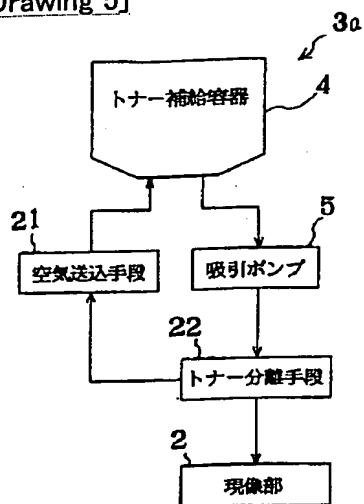 Drawing 5]
3a
トナー補給容器
4
21
5
空気送込手段
吸引ポンプ
22
トナー分離手段
2
現像部